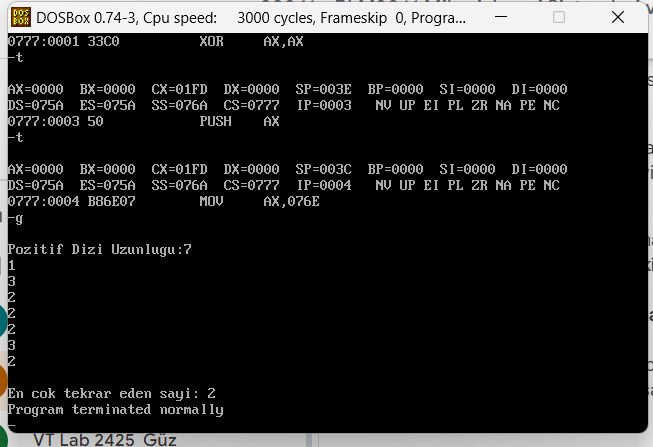 DOSBox 0.74-3, Cpu speed: 3000 cycles, Frameskip 0, Progra...
0777:0001 33C0 XOR AX,AX
-t
AX=0000 BX=0000 CX=01FD DX=0000 SP=003E BP=0000 SI=0000 DI=0000
DS=075A ES=075A SS=076A CS=0777 IP=0003 NV UP EI PL ZR NA PE NC
0777:0003 50 PUSH AX
-t
AX=0000 BX=0000 CX=01FD DX=0000 SP=003C BP=0000 SI=0000 DI=0000
DS=075A ES=075A SS=076A CS=0777 IP=0004 NV UP EI PL ZR NA PE NC
0777:0004 B86E07 MOV AX,076E
-g
Pozitif Dizi Uzunlugu:7
1
3
2
2
2
3
2
En cok tekrar eden sayi: 2
Program terminated normally
-
VT Lab 2425 Güz